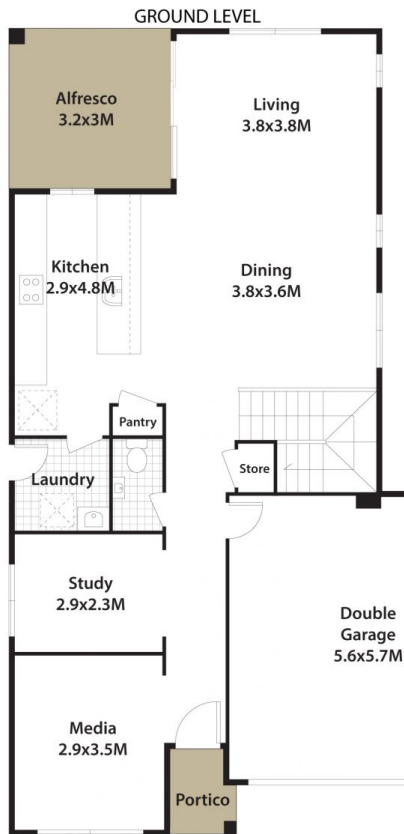 GROUND LEVEL
Alfresco
3.2x3M
Living
3.8x3.8M
Kitchen
2.9x4.8M
Dining
3.8x3.6M
Pantry
Laundry
Store
Study
2.9x2.3M
Double
Garage
5.6x5.7M
Media
2.9x3.5M
Portico